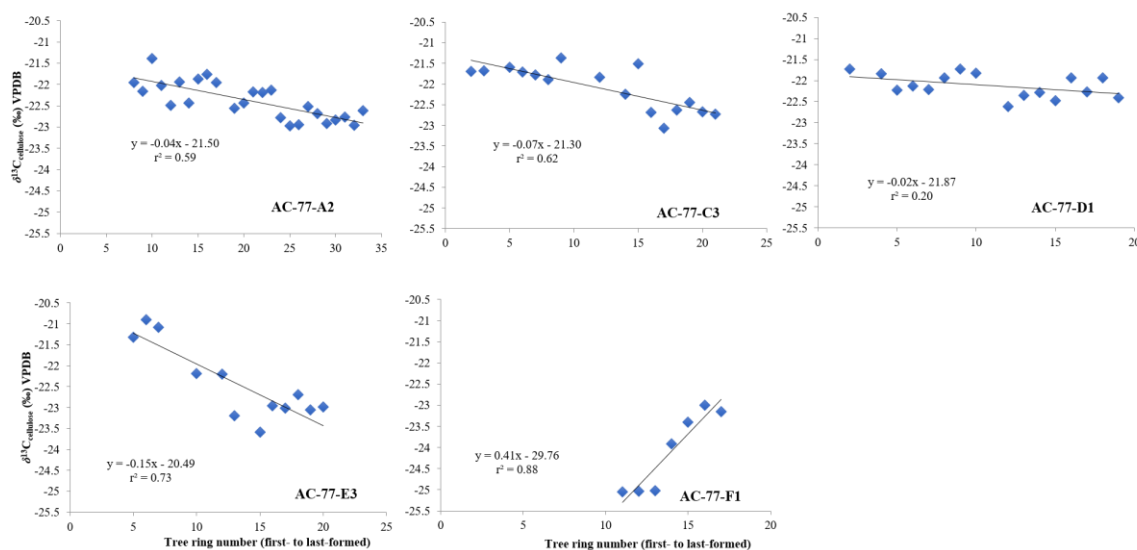 -20.5
-21
-21.5
-22
-22.5
-23
-23.5
-24
-24.5
-25
-25.5
δ¹³Ccellulose (‰) VPDB
y = -0.04x - 21.50
r² = 0.59
AC-77-A2
0 5 10 15 20 25 30 35
-20.5
-21
-21.5
-22
-22.5
-23
-23.5
-24
-24.5
-25
-25.5
y = -0.07x - 21.30
r² = 0.62
AC-77-C3
0 5 10 15 20 25
-20.5
-21
-21.5
-22
-22.5
-23
-23.5
-24
-24.5
-25
-25.5
y = -0.02x - 21.87
r² = 0.20
AC-77-D1
0 5 10 15 20
-20.5
-21
-21.5
-22
-22.5
-23
-23.5
-24
-24.5
-25
-25.5
δ¹³Ccellulose (‰) VPDB
y = -0.15x - 20.49
r² = 0.73
AC-77-E3
0 5 10 15 20 25
Tree ring number (first- to last-formed)
-20.5
-21
-21.5
-22
-22.5
-23
-23.5
-24
-24.5
-25
-25.5
y = 0.41x - 29.76
r² = 0.88
AC-77-F1
0 5 10 15 20
Tree ring number (first- to last-formed)